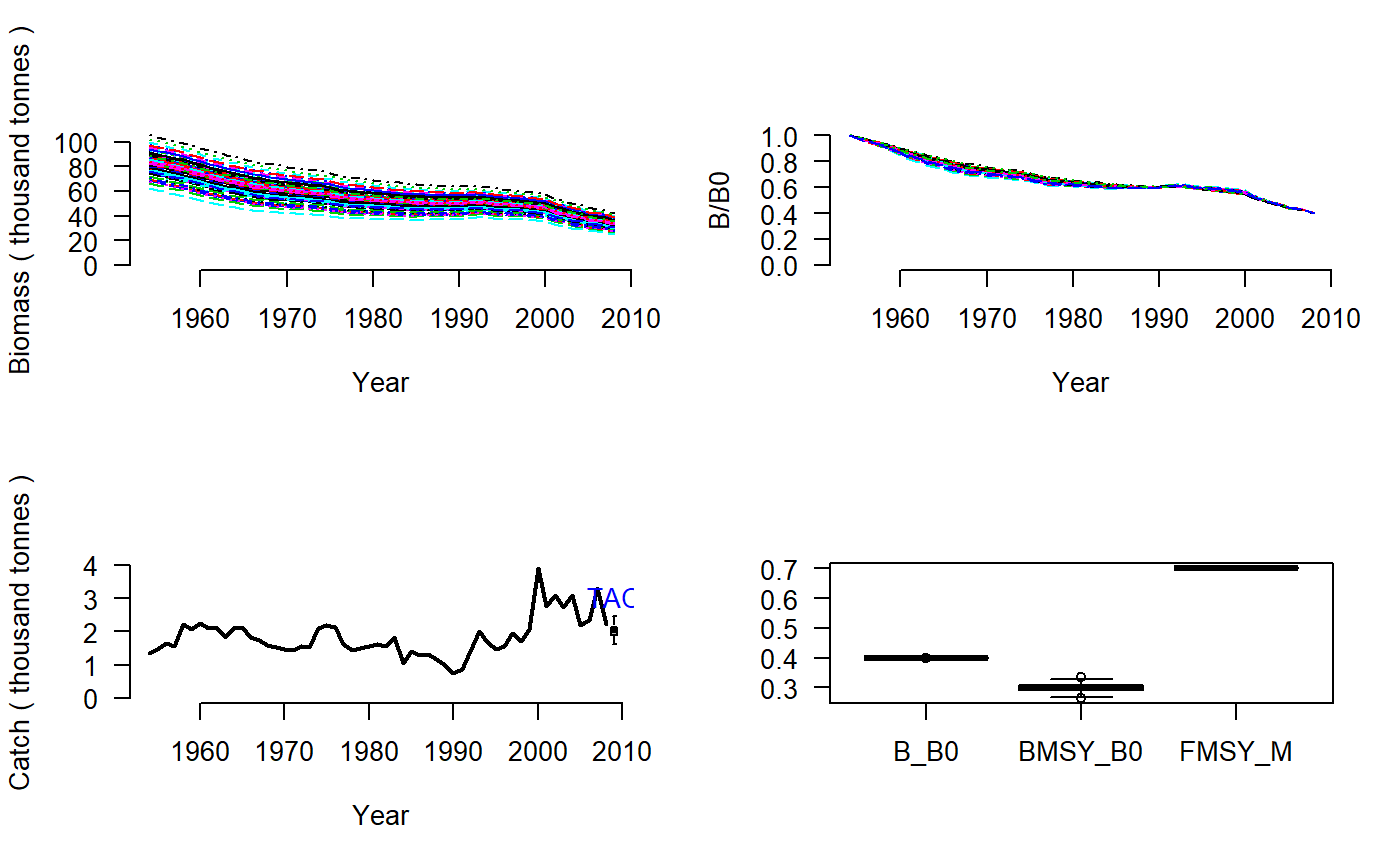 Biomass ( thousand tonnes )
100
80
60
40
20
0
1960 1970 1980 1990 2000 2010
Year
B/B0
1.0
0.8
0.6
0.4
0.2
0.0
1960 1970 1980 1990 2000 2010
Year
Catch ( thousand tonnes )
4
3
2
1
0
TAC
1960 1970 1980 1990 2000 2010
Year
0.7
0.6
0.5
0.4
0.3
B_B0 BMSY_B0 FMSY_M